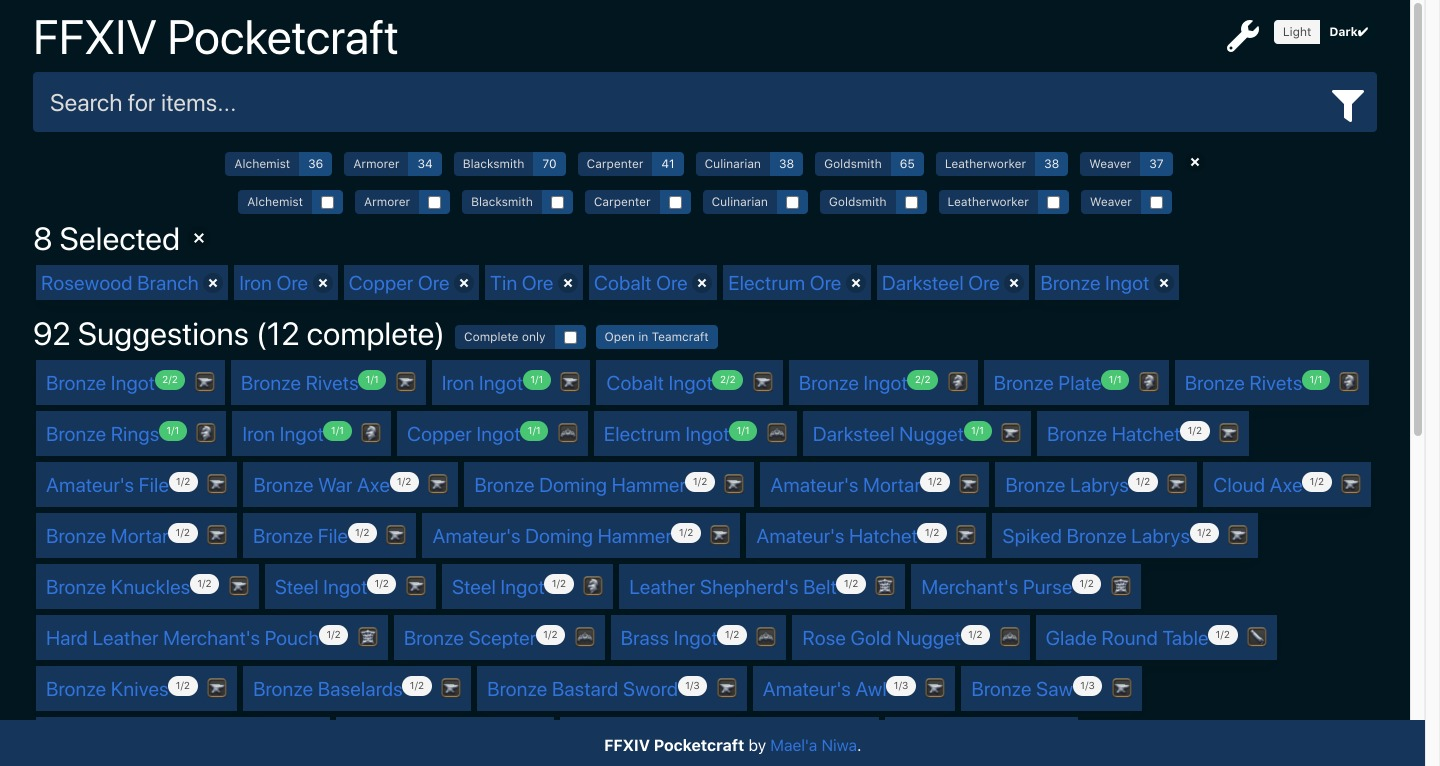 FFXIV Pocketcraft
Light Dark✔
Search for items...
Alchemist 36 Armorer 34 Blacksmith 70 Carpenter 41 Culinarian 38 Goldsmith 65 Leatherworker 38 Weaver 37 ×
Alchemist Armorer Blacksmith Carpenter Culinarian Goldsmith Leatherworker Weaver
8 Selected ×
Rosewood Branch × Iron Ore × Copper Ore × Tin Ore × Cobalt Ore × Electrum Ore × Darksteel Ore × Bronze Ingot ×
92 Suggestions (12 complete) Complete only Open in Teamcraft
Bronze Ingot 2/2 Bronze Rivets 1/1 Iron Ingot 1/1 Cobalt Ingot 2/2 Bronze Ingot 2/2 Bronze Plate 1/1 Bronze Rivets 1/1
Bronze Rings 1/1 Iron Ingot 1/1 Copper Ingot 1/1 Electrum Ingot 1/1 Darksteel Nugget 1/1 Bronze Hatchet 1/2
Amateur's File 1/2 Bronze War Axe 1/2 Bronze Doming Hammer 1/2 Amateur's Mortar 1/2 Bronze Labrys 1/2 Cloud Axe 1/2
Bronze Mortar 1/2 Bronze File 1/2 Amateur's Doming Hammer 1/2 Amateur's Hatchet 1/2 Spiked Bronze Labrys 1/2
Bronze Knuckles 1/2 Steel Ingot 1/2 Steel Ingot 1/2 Leather Shepherd's Belt 1/2 Merchant's Purse 1/2
Hard Leather Merchant's Pouch 1/2 Bronze Scepter 1/2 Brass Ingot 1/2 Rose Gold Nugget 1/2 Glade Round Table 1/2
Bronze Knives 1/2 Bronze Baselards 1/2 Bronze Bastard Sword 1/3 Amateur's Awl 1/3 Bronze Saw 1/3
FFXIV Pocketcraft by Mael'a Niwa.